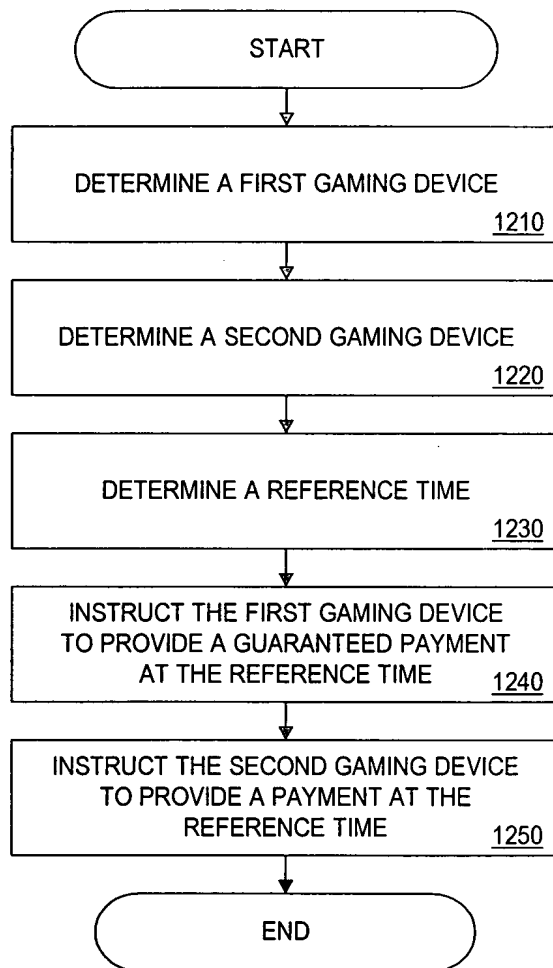 START
DETERMINE A FIRST GAMING DEVICE
1210
DETERMINE A SECOND GAMING DEVICE
1220
DETERMINE A REFERENCE TIME
1230
INSTRUCT THE FIRST GAMING DEVICE
TO PROVIDE A GUARANTEED PAYMENT
AT THE REFERENCE TIME
1240
INSTRUCT THE SECOND GAMING DEVICE
TO PROVIDE A PAYMENT AT THE
REFERENCE TIME
1250
END